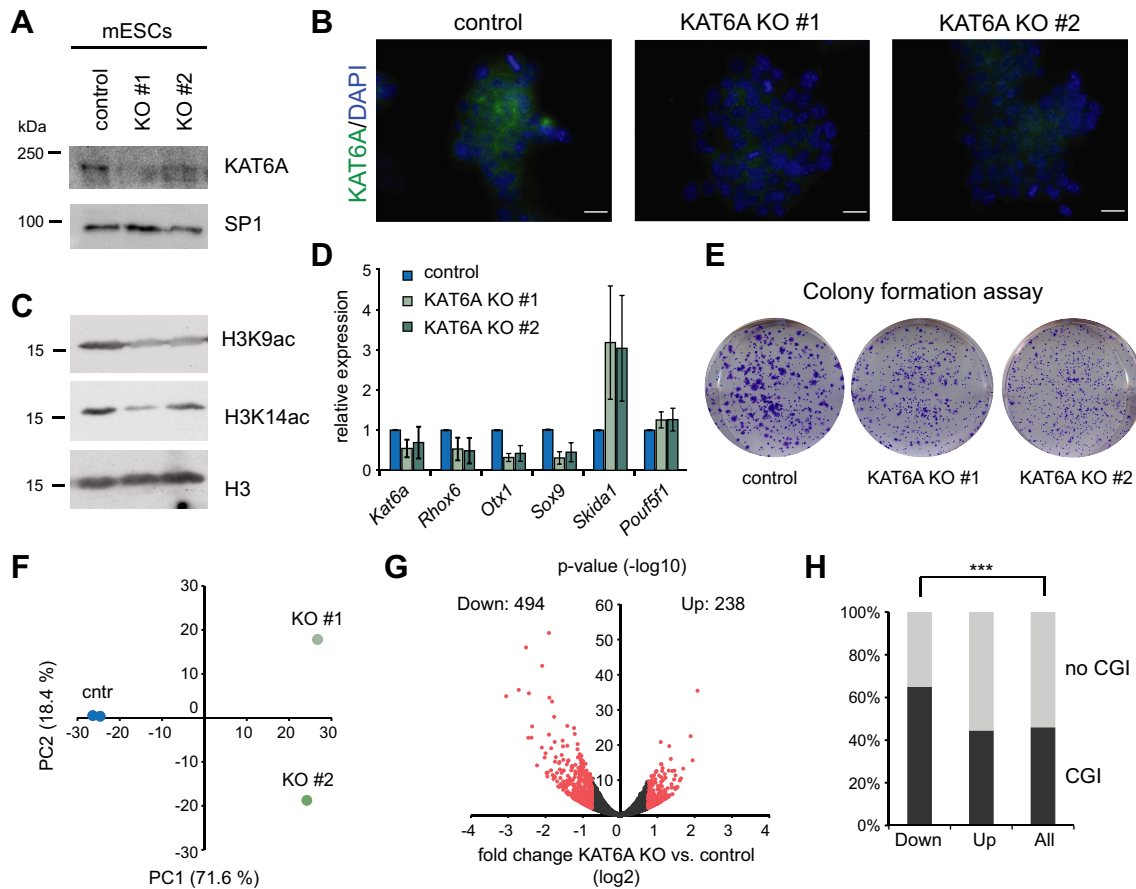 A
mESCs
control
KO #1
KO #2
kDa
250
KAT6A
100
SP1
B
control
KAT6A KO #1
KAT6A KO #2
KAT6A/DAPI
C
15
H3K9ac
15
H3K14ac
15
H3
D
control
KAT6A KO #1
KAT6A KO #2
relative expression
5
4
3
2
1
0
Kat6a
Rhox6
Otx1
Sox9
Skida1
Pouf5f1
E
Colony formation assay
control
KAT6A KO #1
KAT6A KO #2
F
30
20
10
0
-10
-20
-30
-30
-20
-10
10
20
30
KO #1
cntr
KO #2
PC2 (18.4 %)
PC1 (71.6 %)
G
p-value (-log10)
Down: 494
Up: 238
60
50
40
30
20
10
-4
-3
-2
-1
0
1
2
3
4
fold change KAT6A KO vs. control
(log2)
H
***
100%
80%
60%
40%
20%
0%
no CGI
CGI
Down
Up
All